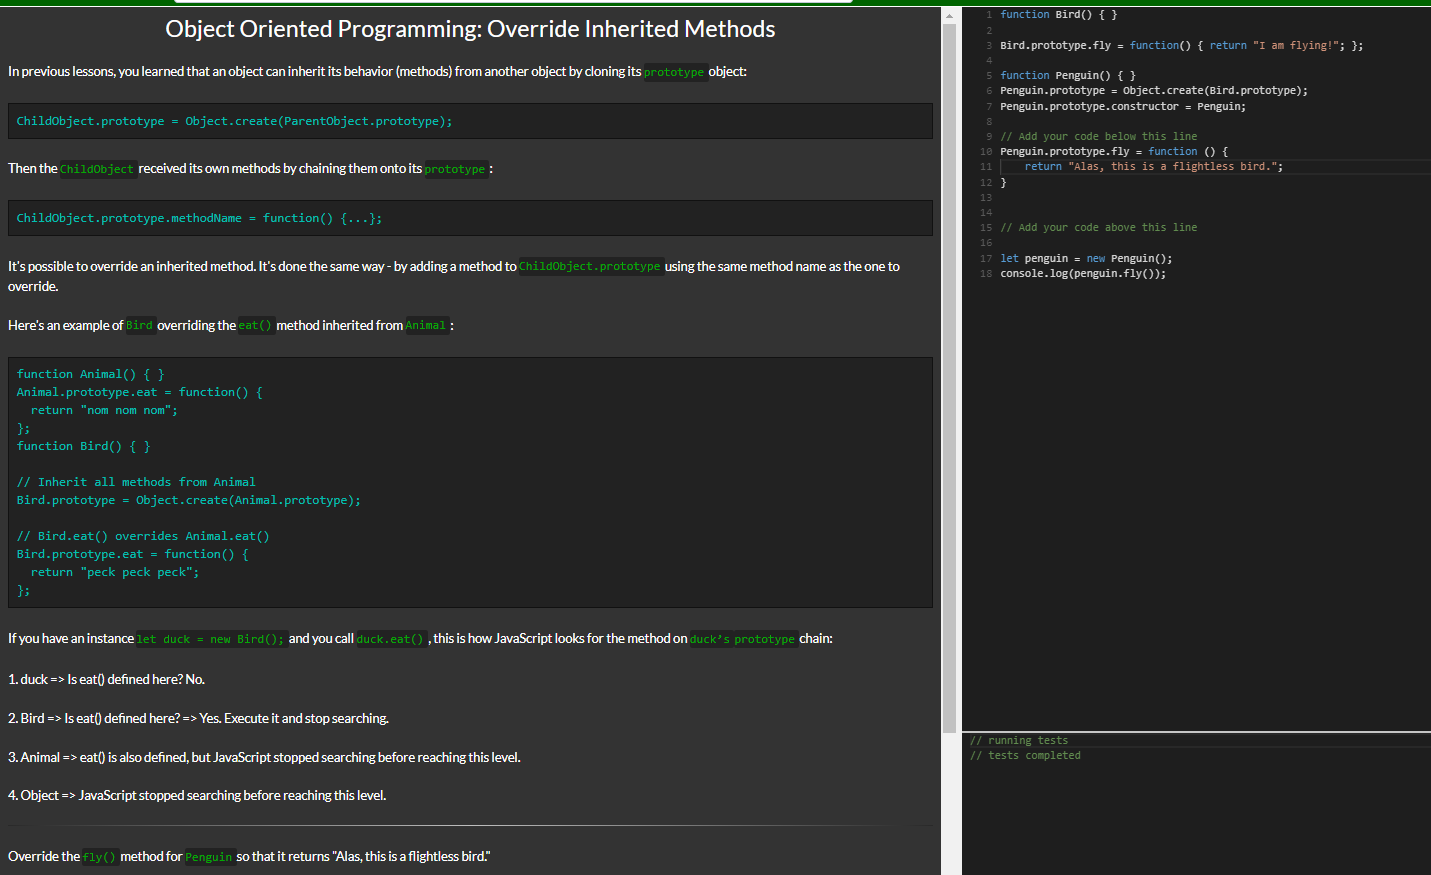 Object Oriented Programming: Override Inherited Methods
In previous lessons, you learned that an object can inherit its behavior (methods) from another object by cloning its prototype object:
ChildObject.prototype = Object.create(ParentObject.prototype);
Then the ChildObject received its own methods by chaining them onto its prototype :
ChildObject.prototype.methodName = function() {...};
It's possible to override an inherited method. It's done the same way - by adding a method to ChildObject.prototype using the same method name as the one to
override.
Here's an example of Bird overriding the eat() method inherited from Animal :
function Animal() { }
Animal.prototype.eat = function() {
  return "nom nom nom";
};
function Bird() { }
// Inherit all methods from Animal
Bird.prototype = Object.create(Animal.prototype);
// Bird.eat() overrides Animal.eat()
Bird.prototype.eat = function() {
  return "peck peck peck";
};
If you have an instance let duck = new Bird(); and you call duck.eat() , this is how JavaScript looks for the method on duck’s prototype chain:
1. duck => Is eat() defined here? No.
2. Bird => Is eat() defined here? => Yes. Execute it and stop searching.
3. Animal => eat() is also defined, but JavaScript stopped searching before reaching this level.
4. Object => JavaScript stopped searching before reaching this level.
Override the fly() method for Penguin so that it returns "Alas, this is a flightless bird."
1 function Bird() { }
2
3 Bird.prototype.fly = function() { return "I am flying!"; };
4
5 function Penguin() { }
6 Penguin.prototype = Object.create(Bird.prototype);
7 Penguin.prototype.constructor = Penguin;
8
9 // Add your code below this line
10 Penguin.prototype.fly = function () {
11     return "Alas, this is a flightless bird.";
12 }
13
14
15 // Add your code above this line
16
17 let penguin = new Penguin();
18 console.log(penguin.fly());
// running tests
// tests completed